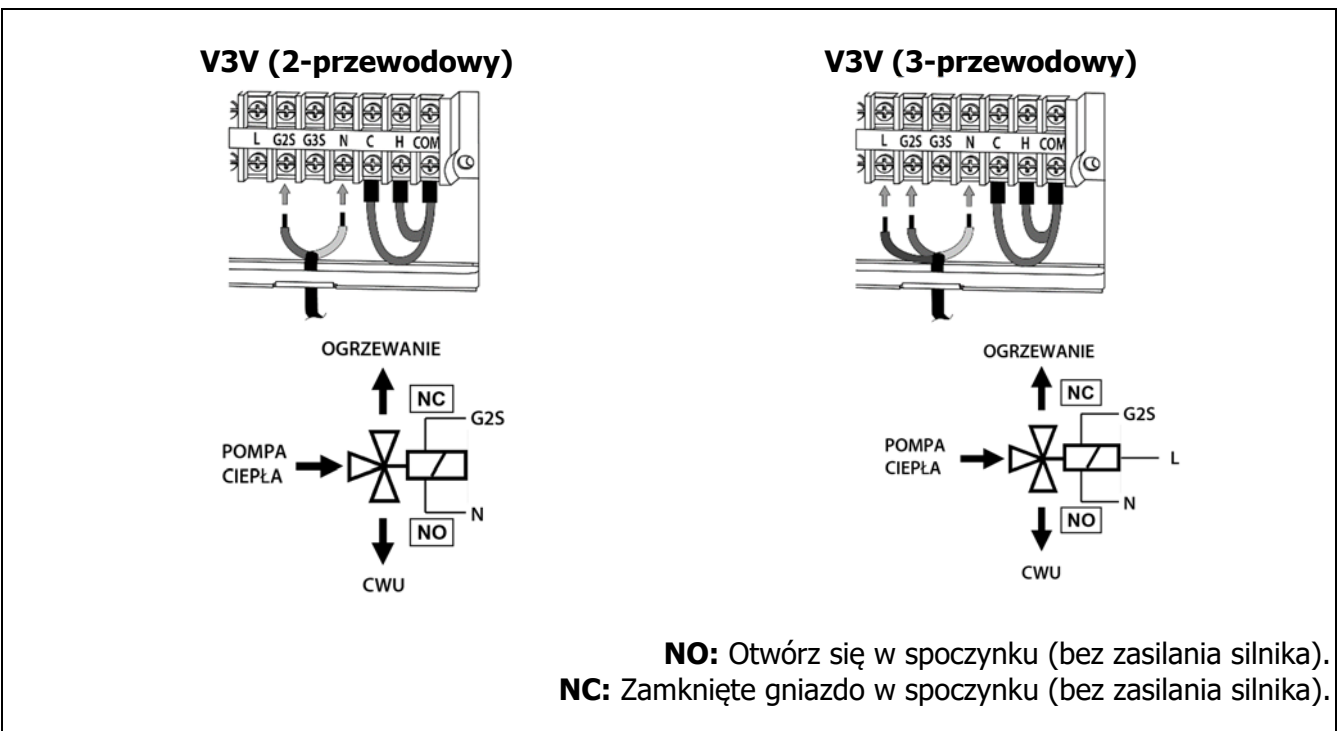 V3V (2-przewodowy)
L G2S G3S N C H COM
OGRZEWANIE
NC
G2S
POMPA
CIEPŁA
N
NO
CWU
V3V (3-przewodowy)
L G2S G3S N C H COM
OGRZEWANIE
NC
G2S
POMPA
CIEPŁA
L
N
NO
CWU
NO: Otwórz się w spoczynku (bez zasilania silnika).
NC: Zamknięte gniazdo w spoczynku (bez zasilania silnika).